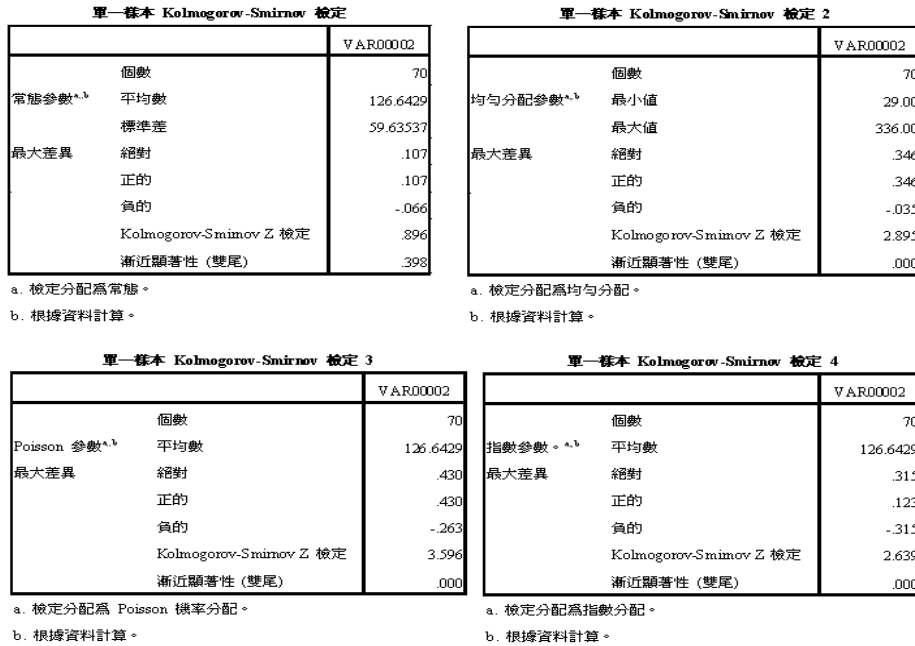 單一樣本 Kolmogorov-Smirnov 檢定
VAR00002
個數 70
常態參數a,b 平均數 126.6429
標準差 59.63537
最大差異 絕對 .107
正的 .107
負的 -.066
Kolmogorov-Smirnov Z 檢定 .896
漸近顯著性 (雙尾) .398
a. 檢定分配為常態。
b. 根據資料計算。
單一樣本 Kolmogorov-Smirnov 檢定 2
VAR00002
個數 70
均勻分配參數a,b 最小值 29.00
最大值 336.00
最大差異 絕對 .346
正的 .346
負的 -.035
Kolmogorov-Smirnov Z 檢定 2.895
漸近顯著性 (雙尾) .000
a. 檢定分配為均勻分配。
b. 根據資料計算。
單一樣本 Kolmogorov-Smirnov 檢定 3
VAR00002
個數 70
Poisson 參數a,b 平均數 126.6429
最大差異 絕對 .430
正的 .430
負的 -.263
Kolmogorov-Smirnov Z 檢定 3.596
漸近顯著性 (雙尾) .000
a. 檢定分配為 Poisson 機率分配。
b. 根據資料計算。
單一樣本 Kolmogorov-Smirnov 檢定 4
VAR00002
個數 70
指數參數。a,b 平均數 126.6429
最大差異 絕對 .315
正的 .123
負的 -.315
Kolmogorov-Smirnov Z 檢定 2.639
漸近顯著性 (雙尾) .000
a. 檢定分配為指數分配。
b. 根據資料計算。